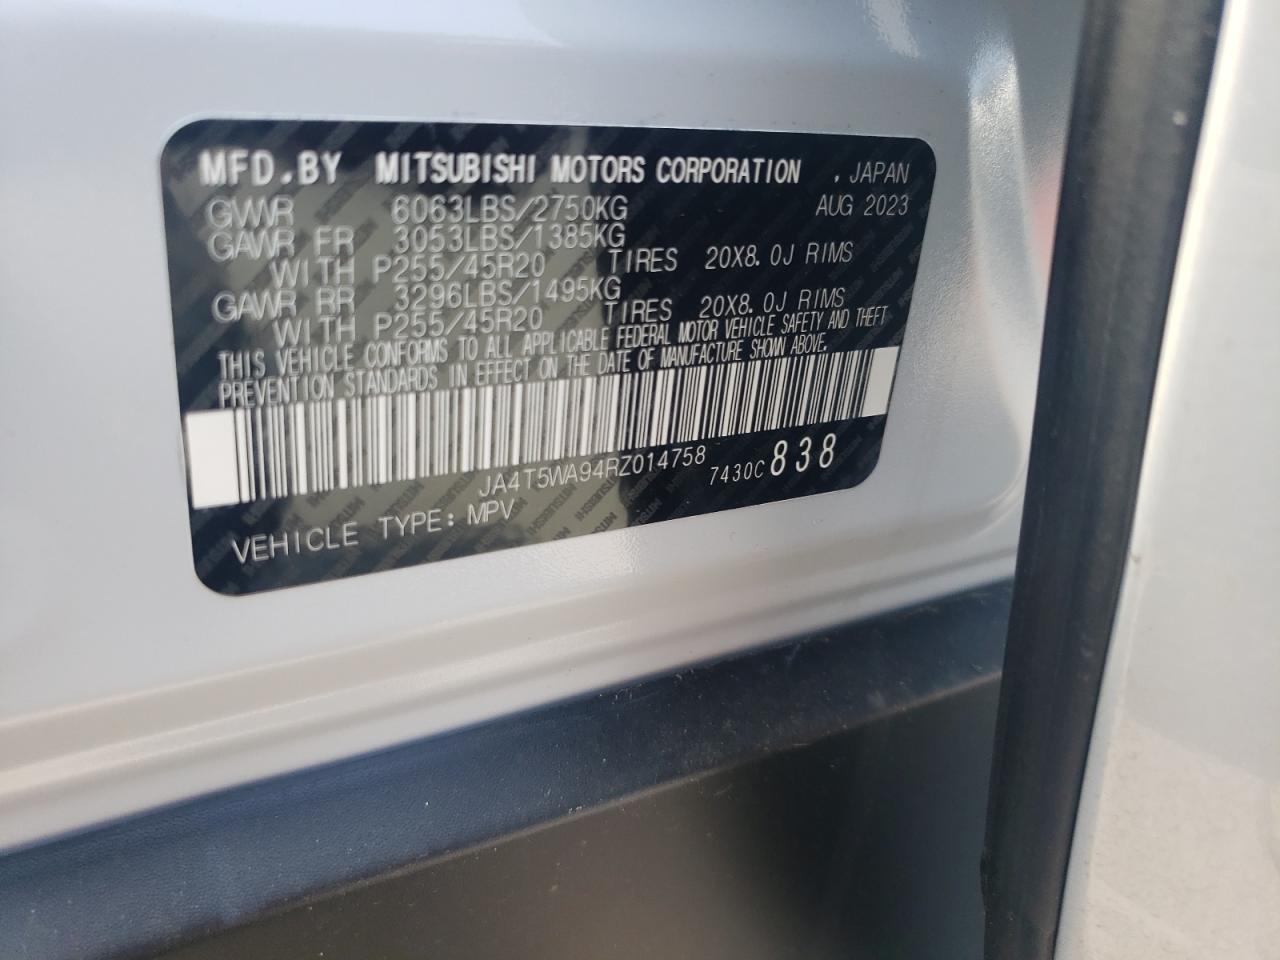 MFD.BY MITSUBISHI MOTORS CORPORATION , JAPAN
GVWR 6063LBS/2750KG AUG 2023
GAWR FR 3053LBS/1385KG
WITH P255/45R20 TIRES 20X8.0J RIMS
GAWR RR 3296LBS/1495KG
WITH P255/45R20 TIRES 20X8.0J RIMS
THIS VEHICLE CONFORMS TO ALL APPLICABLE FEDERAL MOTOR VEHICLE SAFETY AND THEFT
PREVENTION STANDARDS IN EFFECT ON THE DATE OF MANUFACTURE SHOWN ABOVE.
JA4T5WA94RZ014758 7430C 838
VEHICLE TYPE: MPV